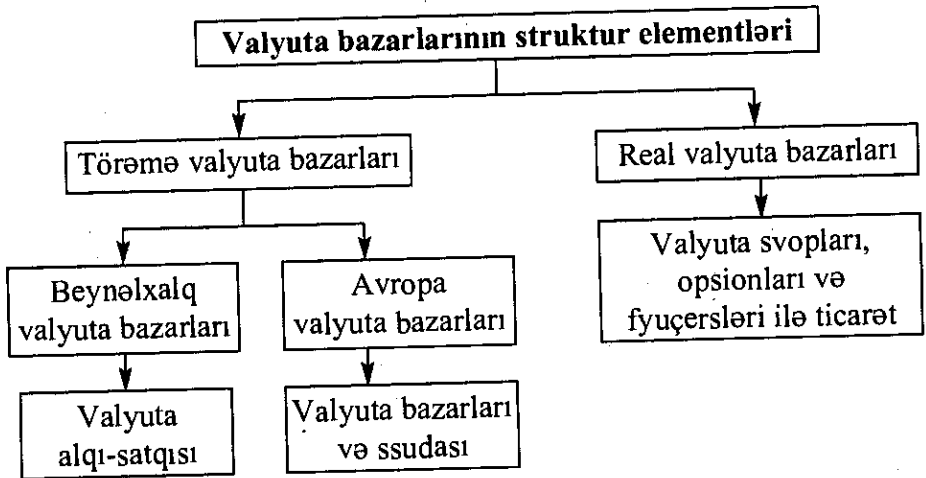 Valyuta bazarlarının struktur elementləri
Törəmə valyuta bazarları
Real valyuta bazarları
Beynəlxalq
valyuta bazarları
Avropa
valyuta bazarları
Valyuta svopları,
opsionları və
fyuçersləri ilə ticarət
Valyuta
alqı-satqısı
Valyuta bazarları
və ssudası